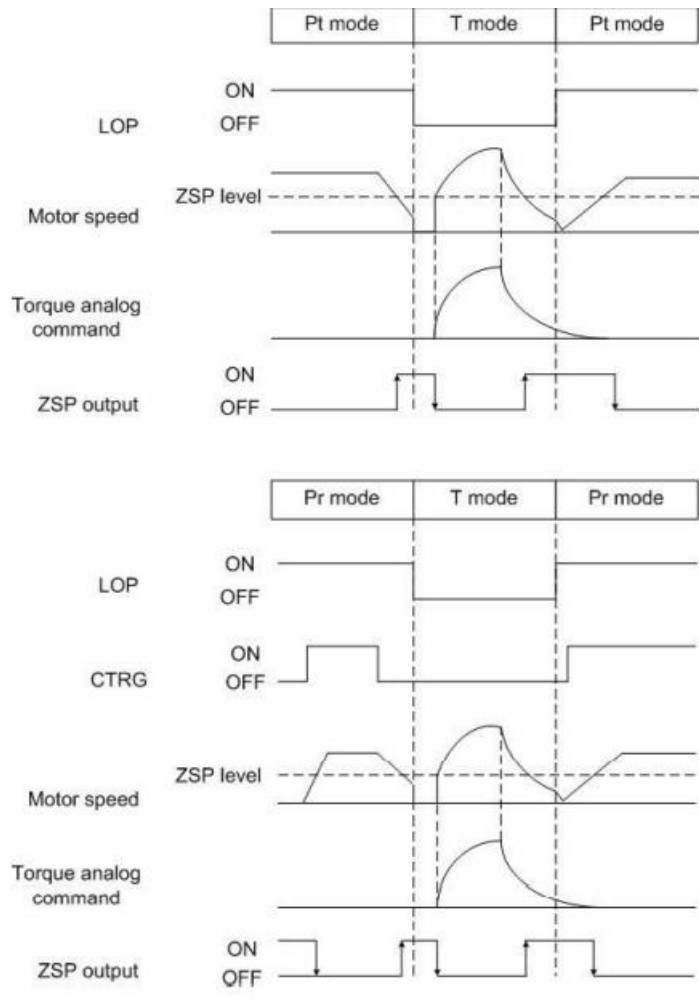 Pt mode T mode Pt mode
ON
LOP OFF
ZSP level
Motor speed
Torque analog
command
ON
ZSP output OFF
Pr mode T mode Pr mode
ON
LOP OFF
ON
CTRG OFF
ZSP level
Motor speed
Torque analog
command
ON
ZSP output OFF